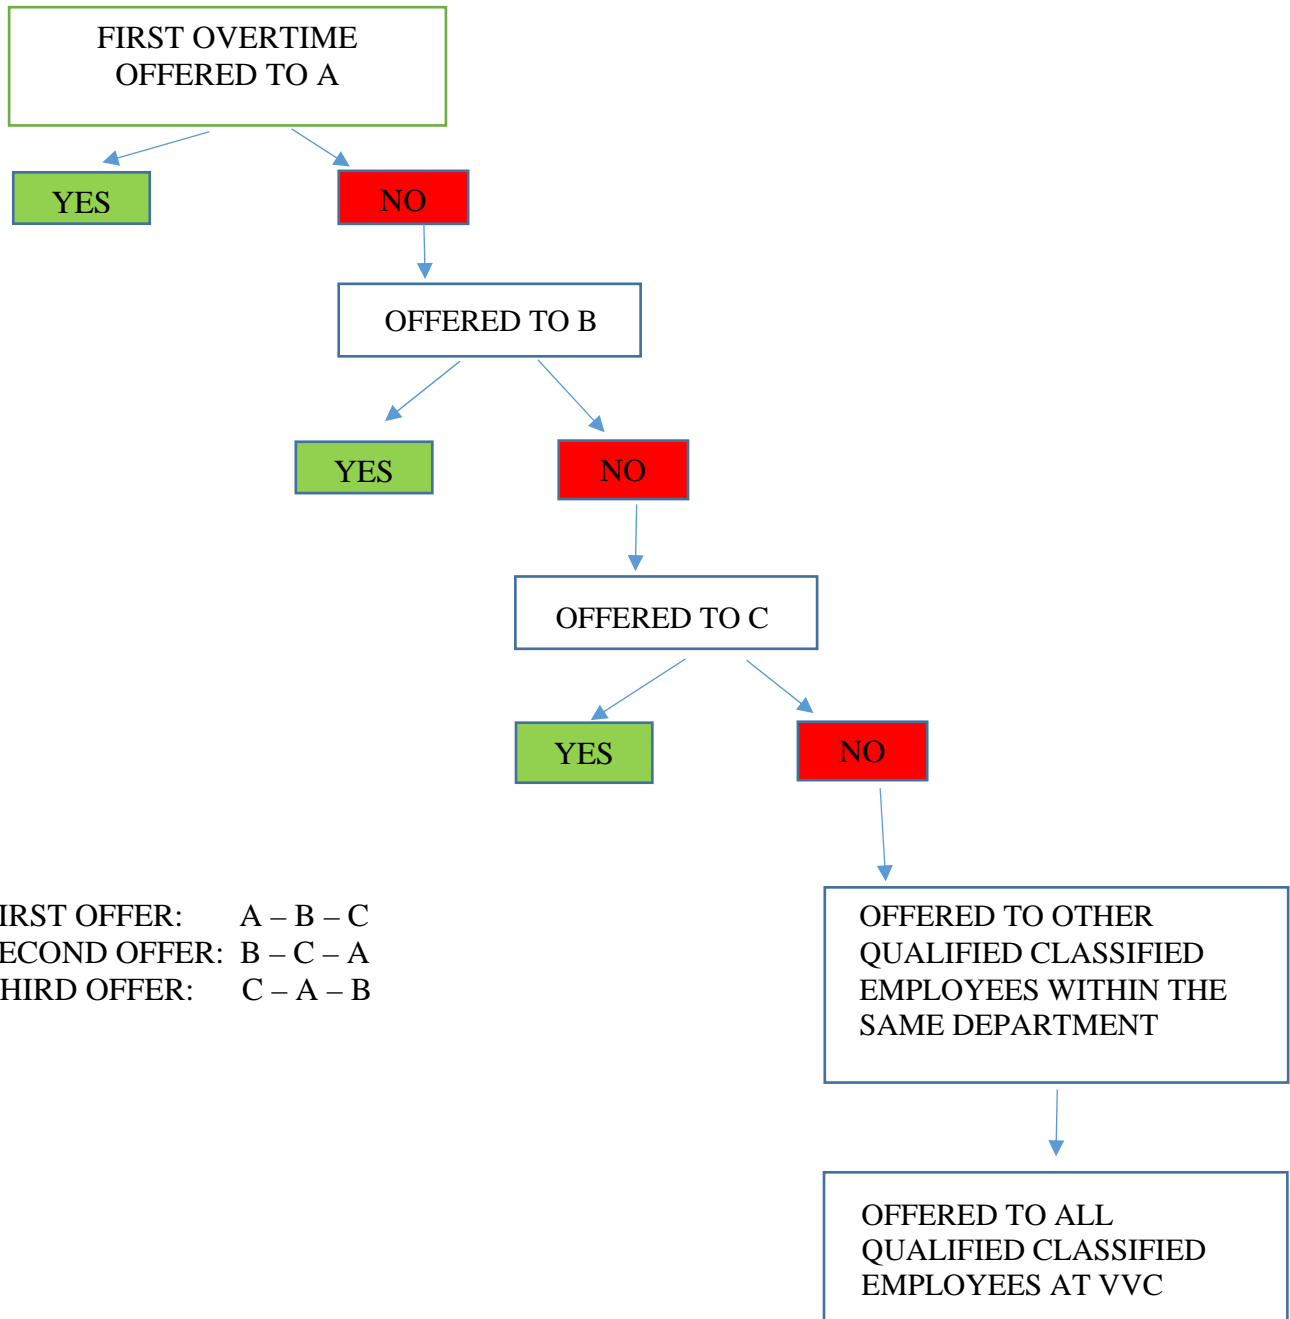 FIRST OVERTIME
OFFERED TO A
YES
NO
OFFERED TO B
YES
NO
OFFERED TO C
YES
NO
IRST OFFER: A – B – C
ECOND OFFER: B – C – A
HIRD OFFER: C – A – B
OFFERED TO OTHER
QUALIFIED CLASSIFIED
EMPLOYEES WITHIN THE
SAME DEPARTMENT
OFFERED TO ALL
QUALIFIED CLASSIFIED
EMPLOYEES AT VVC